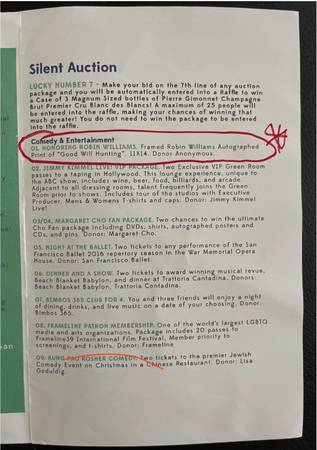 Silent Auction
LUCKY NUMBER 7 – Make your bid on the 7th line of any auction
package and you will be automatically entered into a Raffle to win
a Case of 3 Magnum Sized bottles of Pierre Gimonnet Champagne
Brut Premier Cru Blanc des Blancs! A maximum of 25 people will
be entered into the raffle, making your chances of winning that
much greater! You do not need to win the package to be entered
into the raffle.
Comedy & Entertainment
01. HONORING ROBIN WILLIAMS. Framed Robin Williams Autographed
Print of "Good Will Hunting". 11X14. Donor Anonymous.
02. JIMMY KIMMEL LIVE! VIP PACKAGE. Two Exclusive VIP Green Room
passes to a taping in Hollywood. This lounge experience, unique to
the ABC show, includes wine, beer, food, billiards, and arcade.
Adjacent to all dressing rooms, talent frequently joins the Green
Room prior to shows. Includes tour of the studios with Executive
Producer, Mens & Womens T-shirts and caps. Donor: Jimmy Kimmel
Live!
03/04. MARGARET CHO FAN PACKAGE. Two chances to win the ultimate
Cho Fan package including DVDs, shirts, autographed posters and
CDs, and pins. Donor: Margaret Cho.
05. NIGHT AT THE BALLET. Two tickets to any performance of the San
Francisco Ballet 2016 repertory season in the War Memorial Opera
House. Donor: San Francisco Ballet.
06. DINNER AND A SHOW. Two tickets to award winning musical revue,
Beach Blanket Babylon, and dinner at Trattoria Contadina. Donors:
Beach Blanket Babylon, Trattoria Contadina.
07. BIMBOS 365 CLUB FOR 4. You and three friends will enjoy a night
of dining, drinks, and live music on a date of your choosing. Donor:
Bimbos 365.
08. FRAMELINE PATRON MEMBERSHIP. One of the world's largest LGBTQ
media and arts organizations. Package includes 20 passes to
Frameline39 International Film Festival, Member priority to
screenings, and t-shirts. Donor: Frameline
09. KUNG PAO KOSHER COMEDY. Two tickets to the premier Jewish
Comedy Event on Christmas in a Chinese Restaurant. Donor: Lisa
Geduldig.